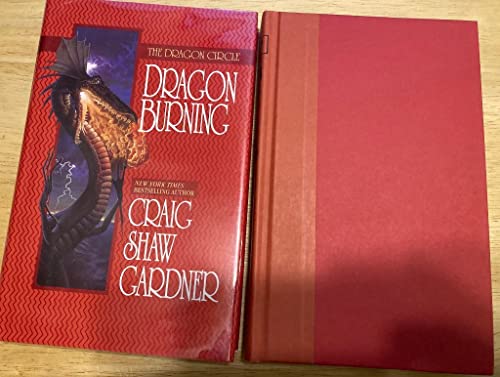 THE DRAGON CIRCLE
DRAGON
BURNING
NEW YORK TIMES
BESTSELLING AUTHOR
CRAIG
SHAW
GARDNER